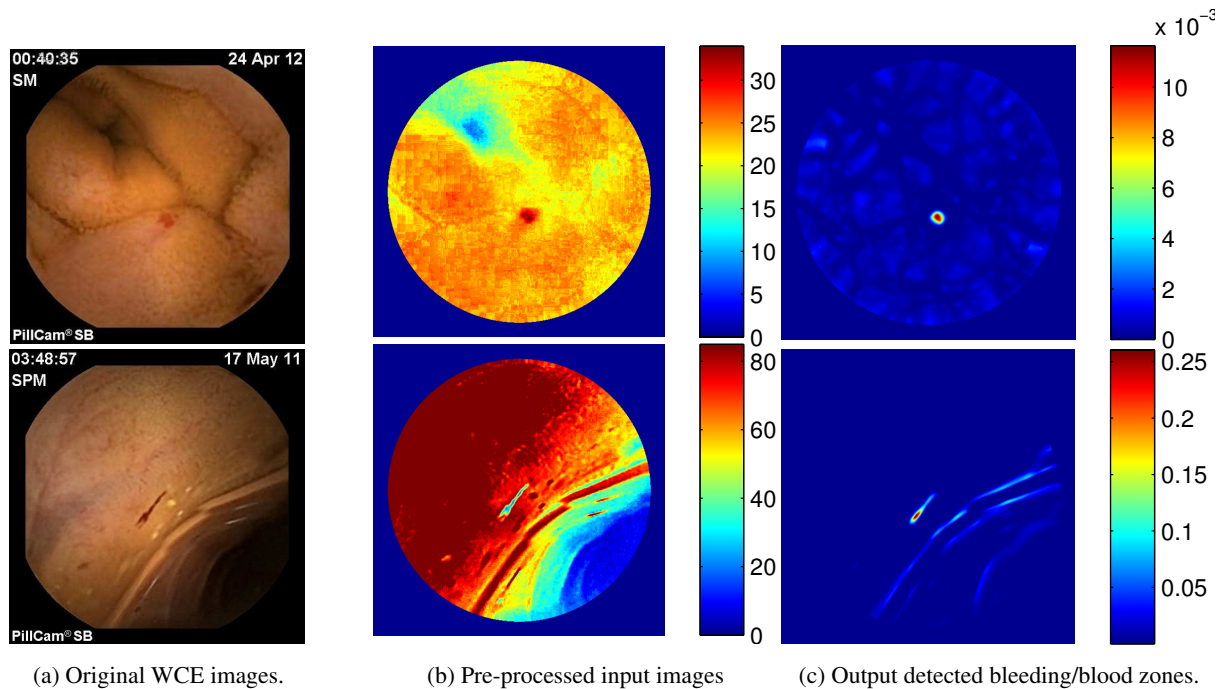 x 10⁻³
00:40:35 24 Apr 12
SM
PillCam® SB
30
25
20
15
10
5
0
10
8
6
4
2
0
03:48:57 17 May 11
SPM
PillCam® SB
80
60
40
20
0
0.25
0.2
0.15
0.1
0.05
(a) Original WCE images.
(b) Pre-processed input images
(c) Output detected bleeding/blood zones.